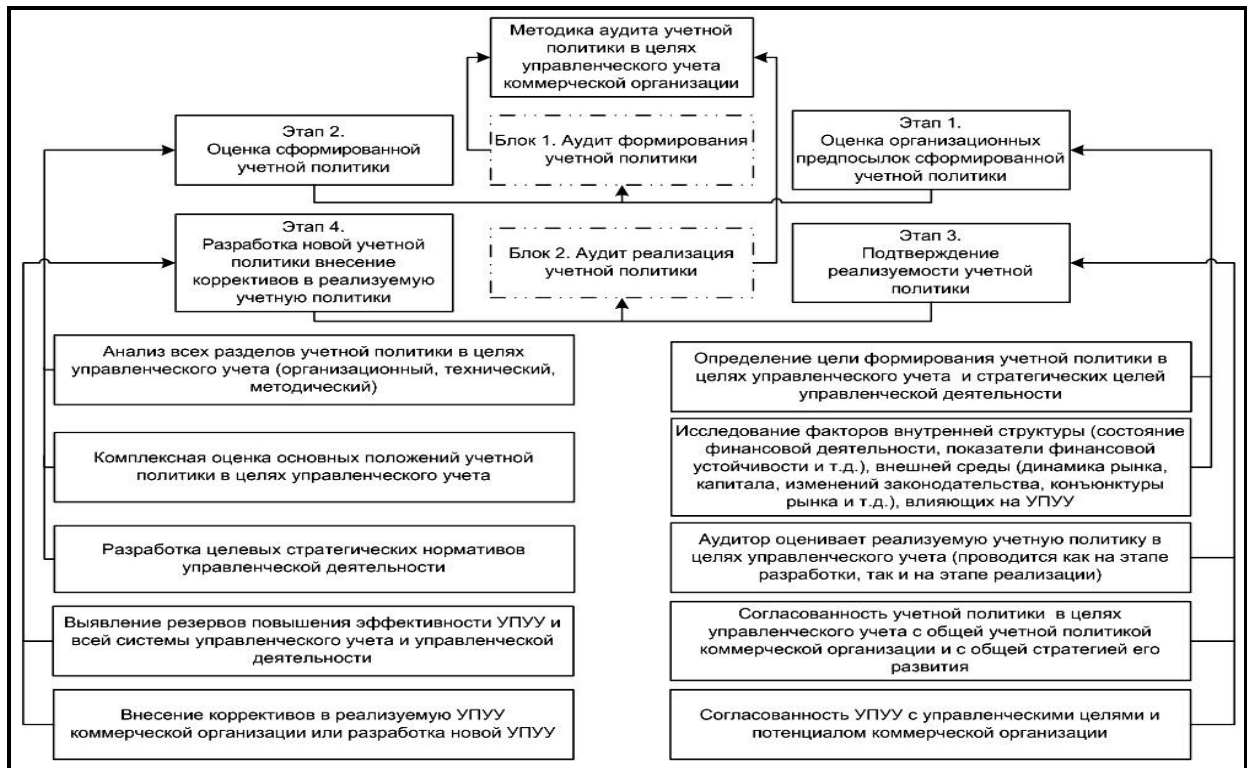 Методика аудита учетной
политики в целях
управленческого учета
коммерческой организации
Этап 2.
Оценка сформированной
учетной политики
Блок 1. Аудит формирования
учетной политики
Этап 1.
Оценка организационных
предпосылок сформированной
учетной политики
Этап 4.
Разработка новой учетной
политики внесение
коррективов в реализуемую
учетную политики
Блок 2. Аудит реализация
учетной политики
Этап 3.
Подтверждение
реализуемости учетной
политики
Анализ всех разделов учетной политики в целях
управленческого учета (организационный, технический,
методический)
Комплексная оценка основных положений учетной
политики в целях управленческого учета
Разработка целевых стратегических нормативов
управленческой деятельности
Выявление резервов повышения эффективности УПУУ и
всей системы управленческого учета и управленческой
деятельности
Внесение коррективов в реализуемую УПУУ
коммерческой организации или разработка новой УПУУ
Определение цели формирования учетной политики в
целях управленческого учета и стратегических целей
управленческой деятельности
Исследование факторов внутренней структуры (состояние
финансовой деятельности, показатели финансовой
устойчивости и т.д.), внешней среды (динамика рынка,
капитала, изменений законодательства, конъюнктуры
рынка и т.д.), влияющих на УПУУ
Аудитор оценивает реализуемую учетную политику в
целях управленческого учета (проводится как на этапе
разработки, так и на этапе реализации)
Согласованность учетной политики в целях
управленческого учета с общей учетной политикой
коммерческой организации и с общей стратегией его
развития
Согласованность УПУУ с управленческими целями и
потенциалом коммерческой организации